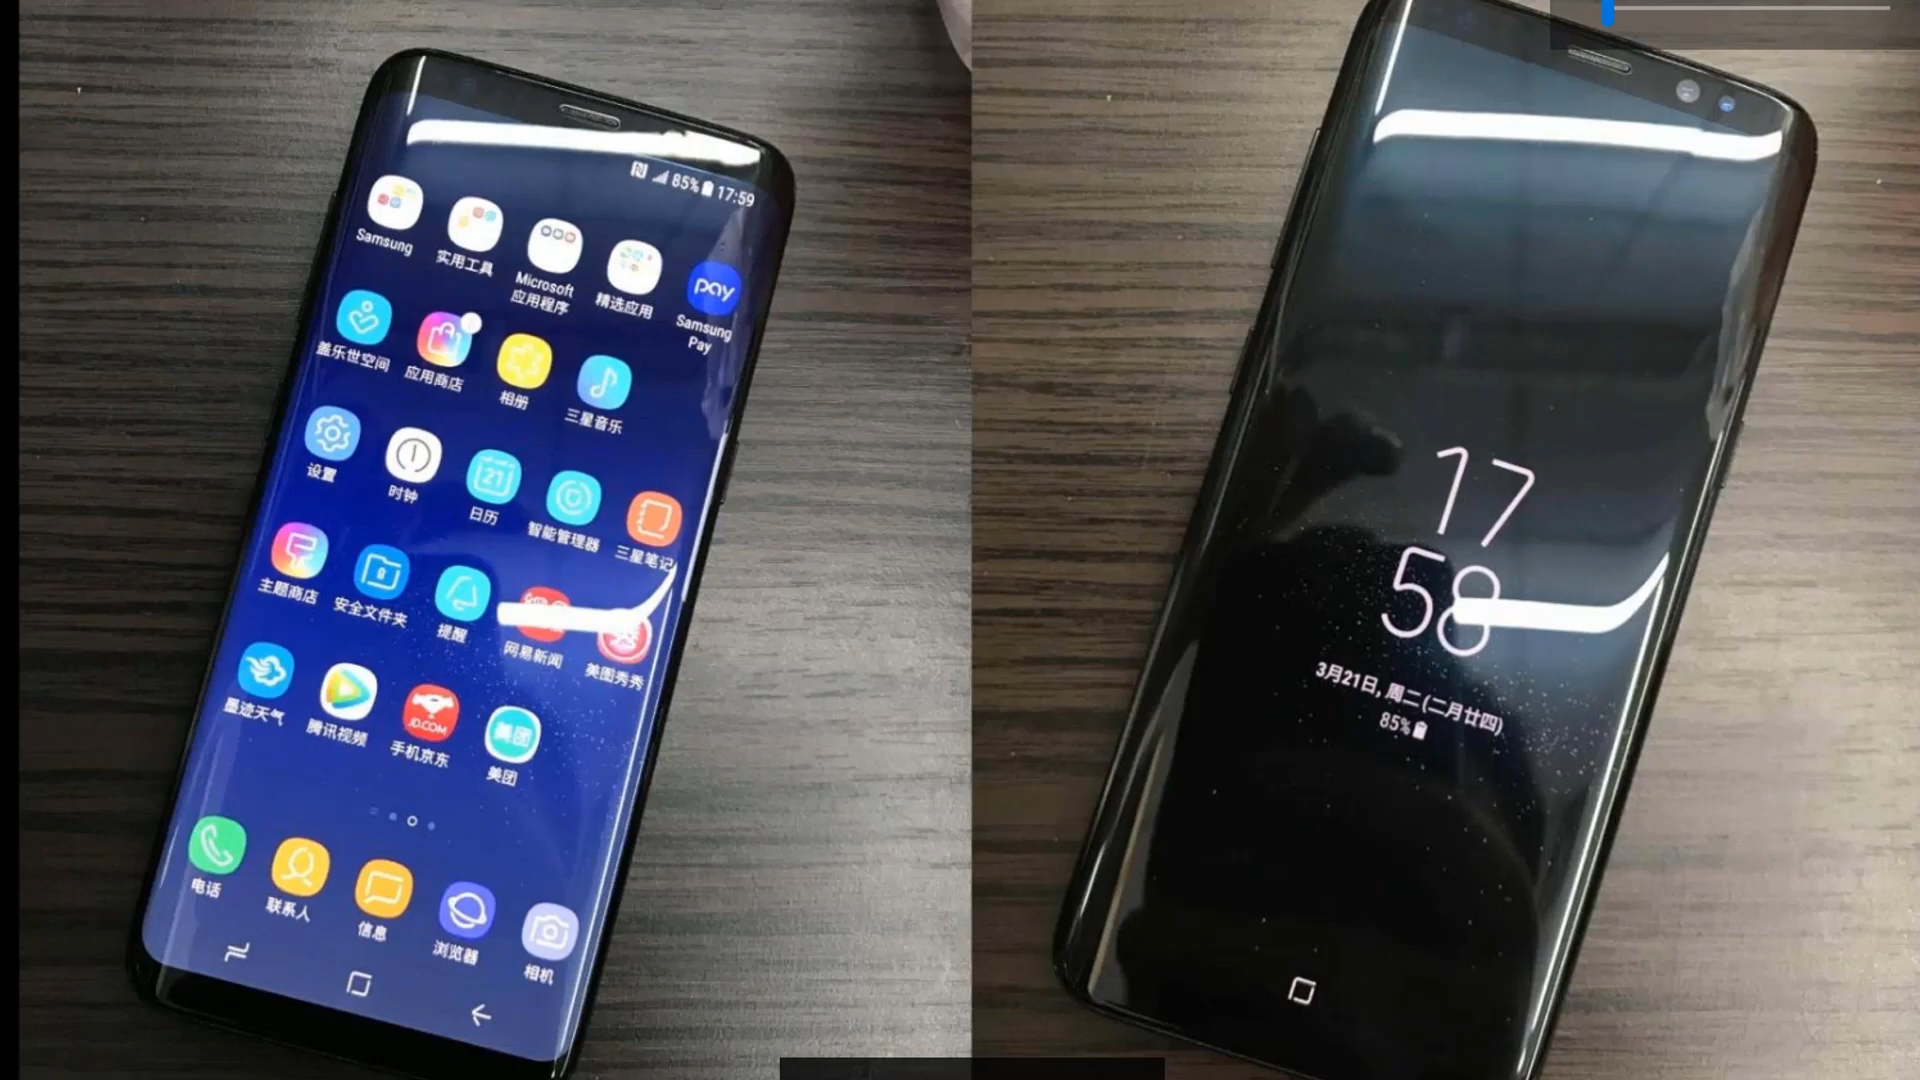 85% 17:59
Samsung
实用工具
Microsoft
应用程序
精选应用
pay
Samsung
Pay
盖乐世空间
应用商店
相册
三星音乐
设置
时钟
21
日历
智能管理器
三星笔记
主题商店
安全文件夹
提醒
网易新闻
美图秀秀
墨迹天气
腾讯视频
JD.COM
手机京东
美团
美团
电话
联系人
信息
浏览器
相机
17
58
3月21日, 周二 (二月廿四)
85%